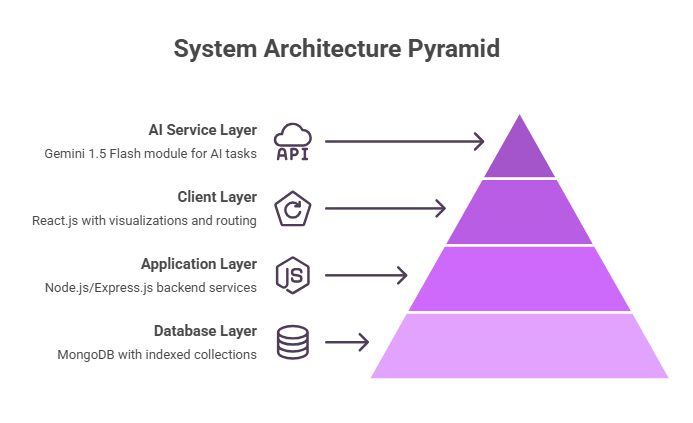 System Architecture Pyramid
AI Service Layer
Gemini 1.5 Flash module for AI tasks
API
Client Layer
React.js with visualizations and routing
Application Layer
Node.js/Express.js backend services
JS
Database Layer
MongoDB with indexed collections